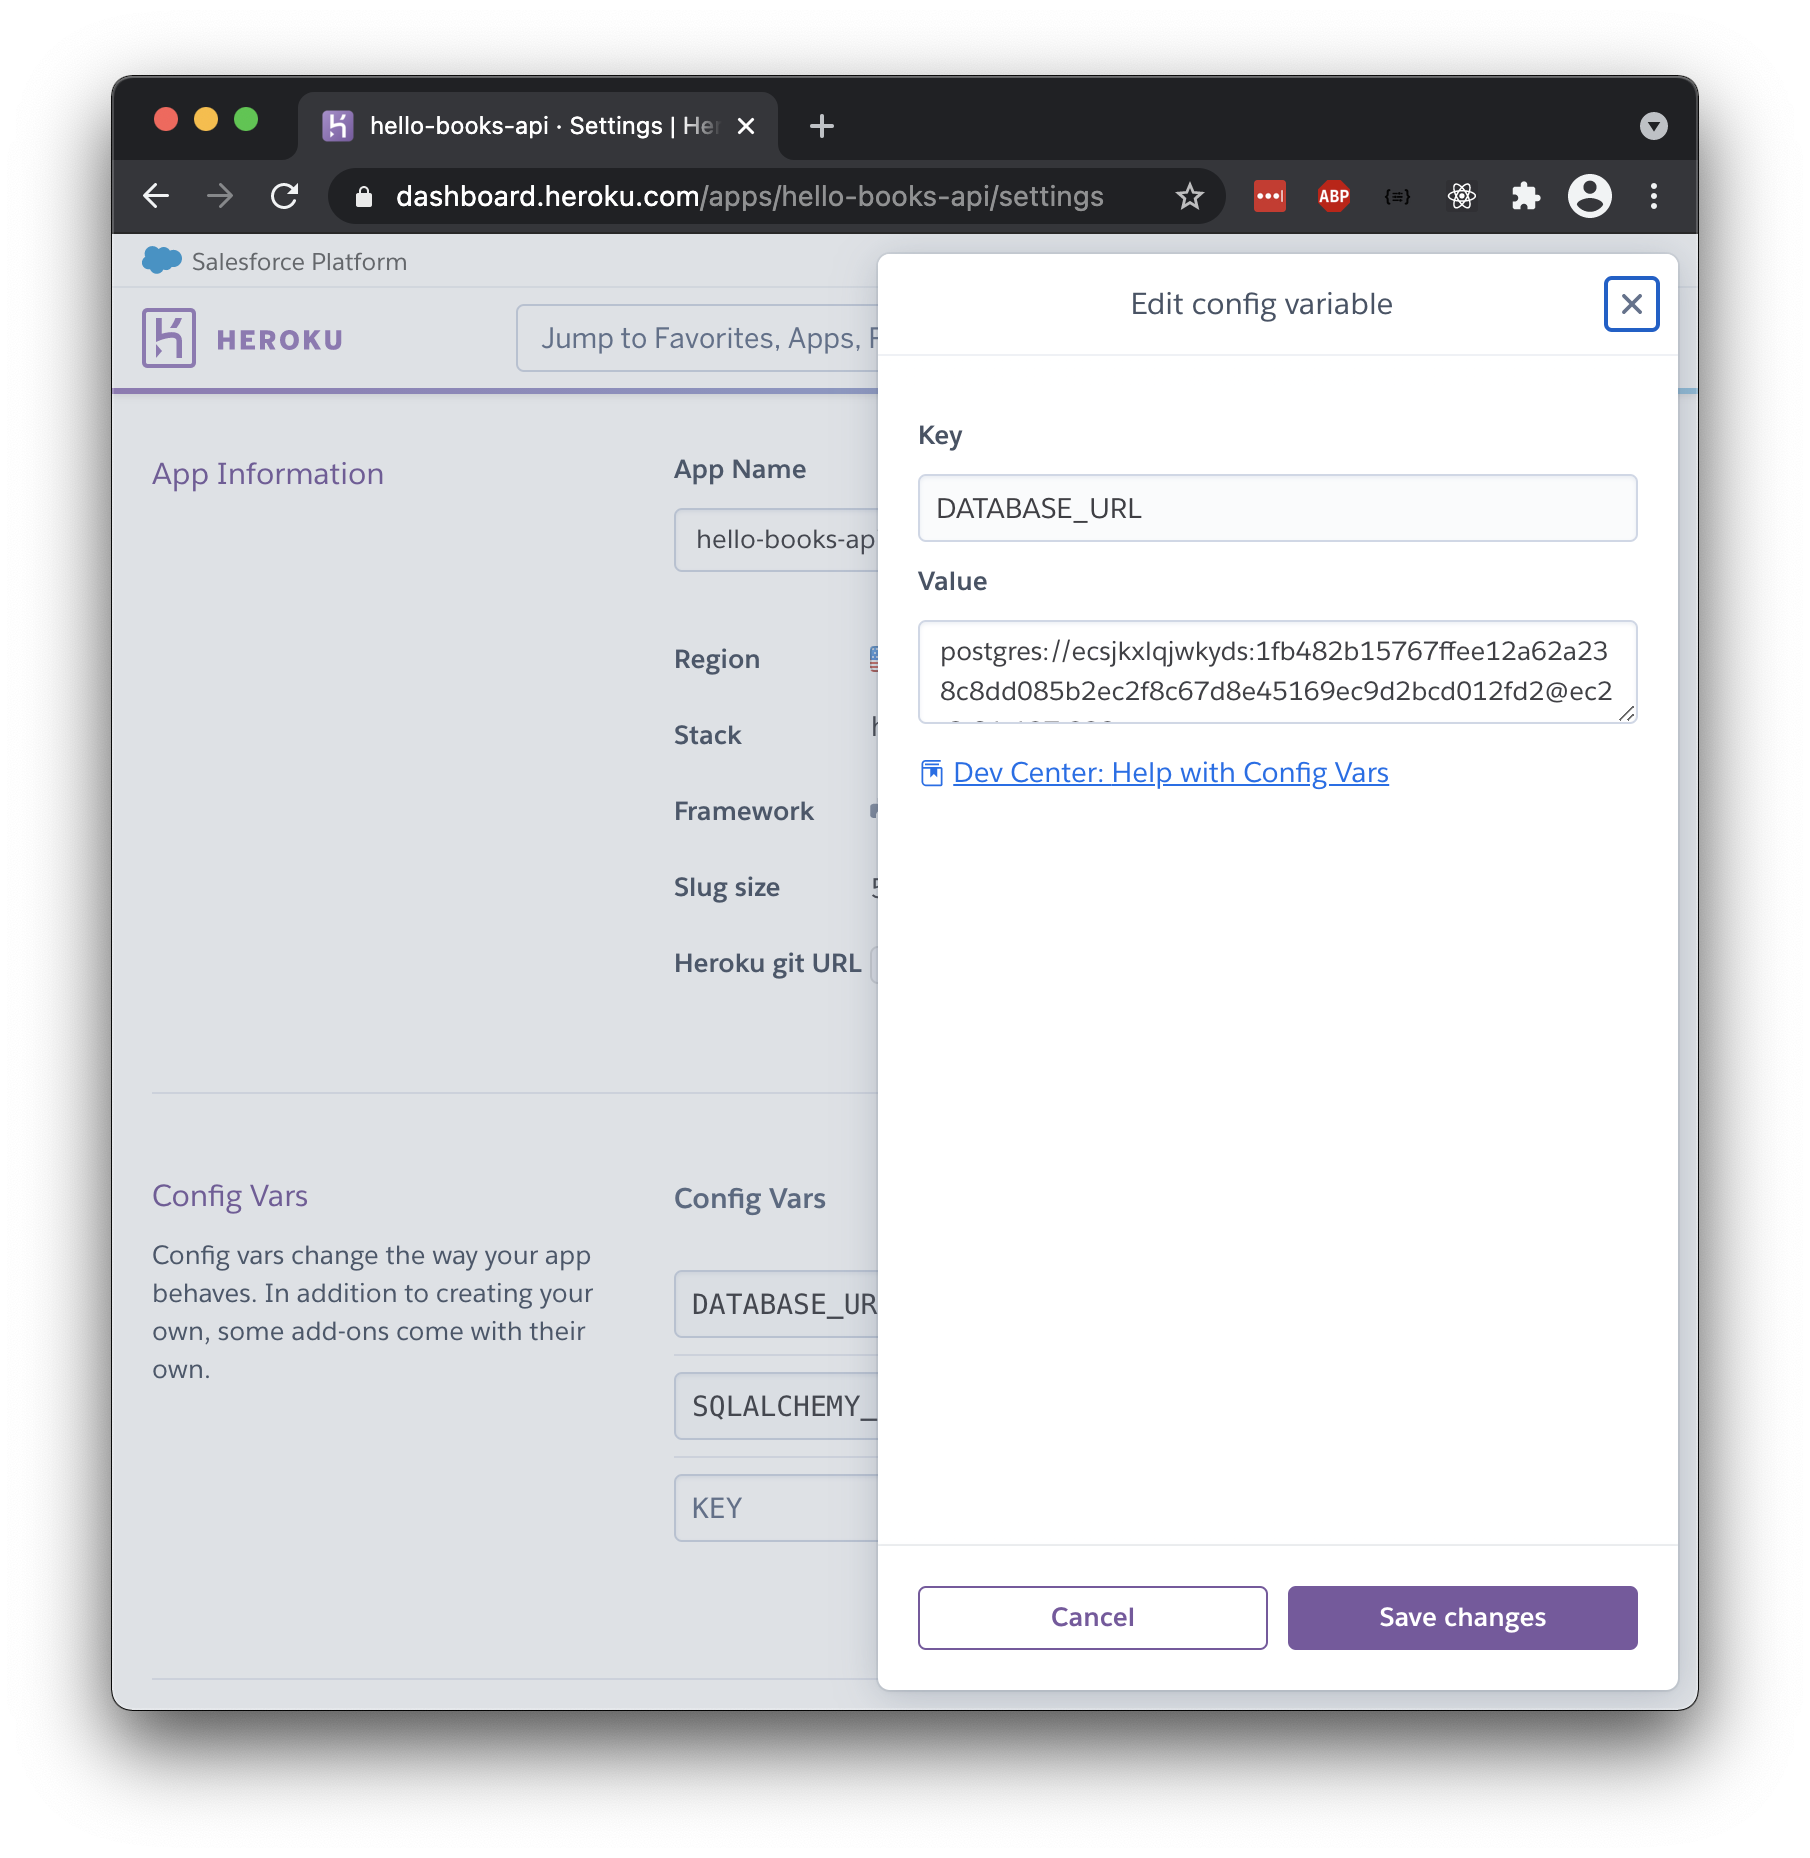 hello-books-api · Settings | Her
dashboard.heroku.com/apps/hello-books-api/settings
ABP
Salesforce Platform
HEROKU
Jump to Favorites, Apps,
App Information
App Name
hello-books-ap
Region
Stack
Framework
Slug size
Heroku git URL
Config Vars
Config vars change the way your app
behaves. In addition to creating your
own, some add-ons come with their
own.
Config Vars
DATABASE_UR
SQLALCHEMY_
KEY
Edit config variable
Key
DATABASE_URL
Value
postgres://ecsjkxlqjwkyds:1fb482b15767ffee12a62a23
8c8dd085b2ec2f8c67d8e45169ec9d2bcd012fd2@ec2
Dev Center: Help with Config Vars
Cancel
Save changes